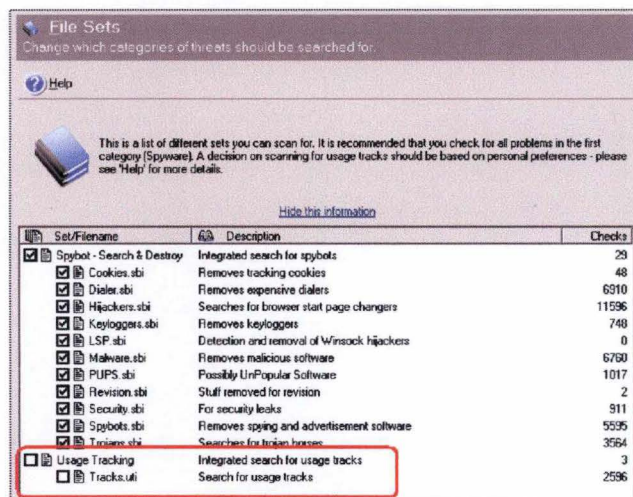 File Sets
Change which categories of threats should be searched for.
Help
This is a list of different sets you can scan for. It is recommended that you check for all problems in the first
category (Spyware). A decision on scanning for usage tracks should be based on personal preferences - please
see 'Help' for more details.
Hide this information
Set/Filename Description Checks
Spybot - Search & Destroy Integrated search for spybots 29
Cookies.sbi Removes tracking cookies 48
Dialer.sbi Removes expensive dialers 6910
Hijackers.sbi Searches for browser start page changers 11596
Keyloggers.sbi Removes keyloggers 748
LSP.sbi Detection and removal of Winsock hijackers 0
Malware.sbi Removes malicious software 6760
PUPS.sbi Possibly UnPopular Software 1017
Revision.sbi Stuff removed for revision 2
Security.sbi For security leaks 911
Spybots.sbi Removes spying and advertisement software 5595
Trojans.sbi Searches for trojan horses 3564
Usage Tracking Integrated search for usage tracks 3
Tracks.uti Search for usage tracks 2596